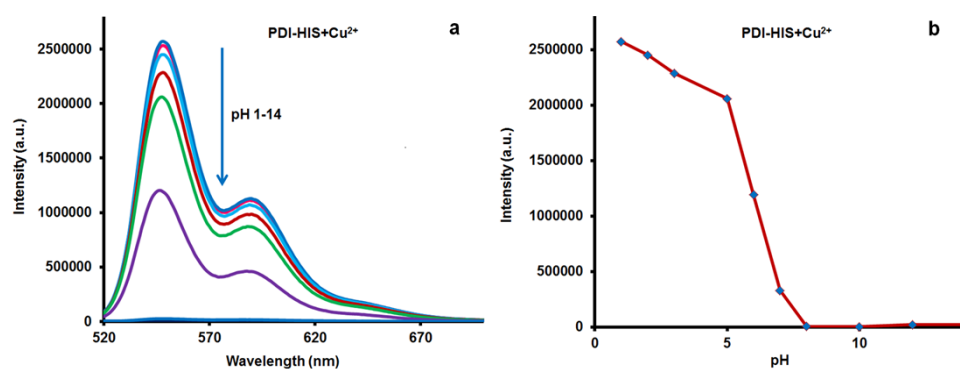 PDI-HIS+Cu²⁺
a
2500000
2000000
1500000
1000000
500000
0
Intensity (a.u.)
pH 1-14
520
570
620
670
Wavelength (nm)
PDI-HIS+Cu²⁺
b
2500000
2000000
1500000
1000000
500000
0
Intensity (a.u.)
0
5
10
pH